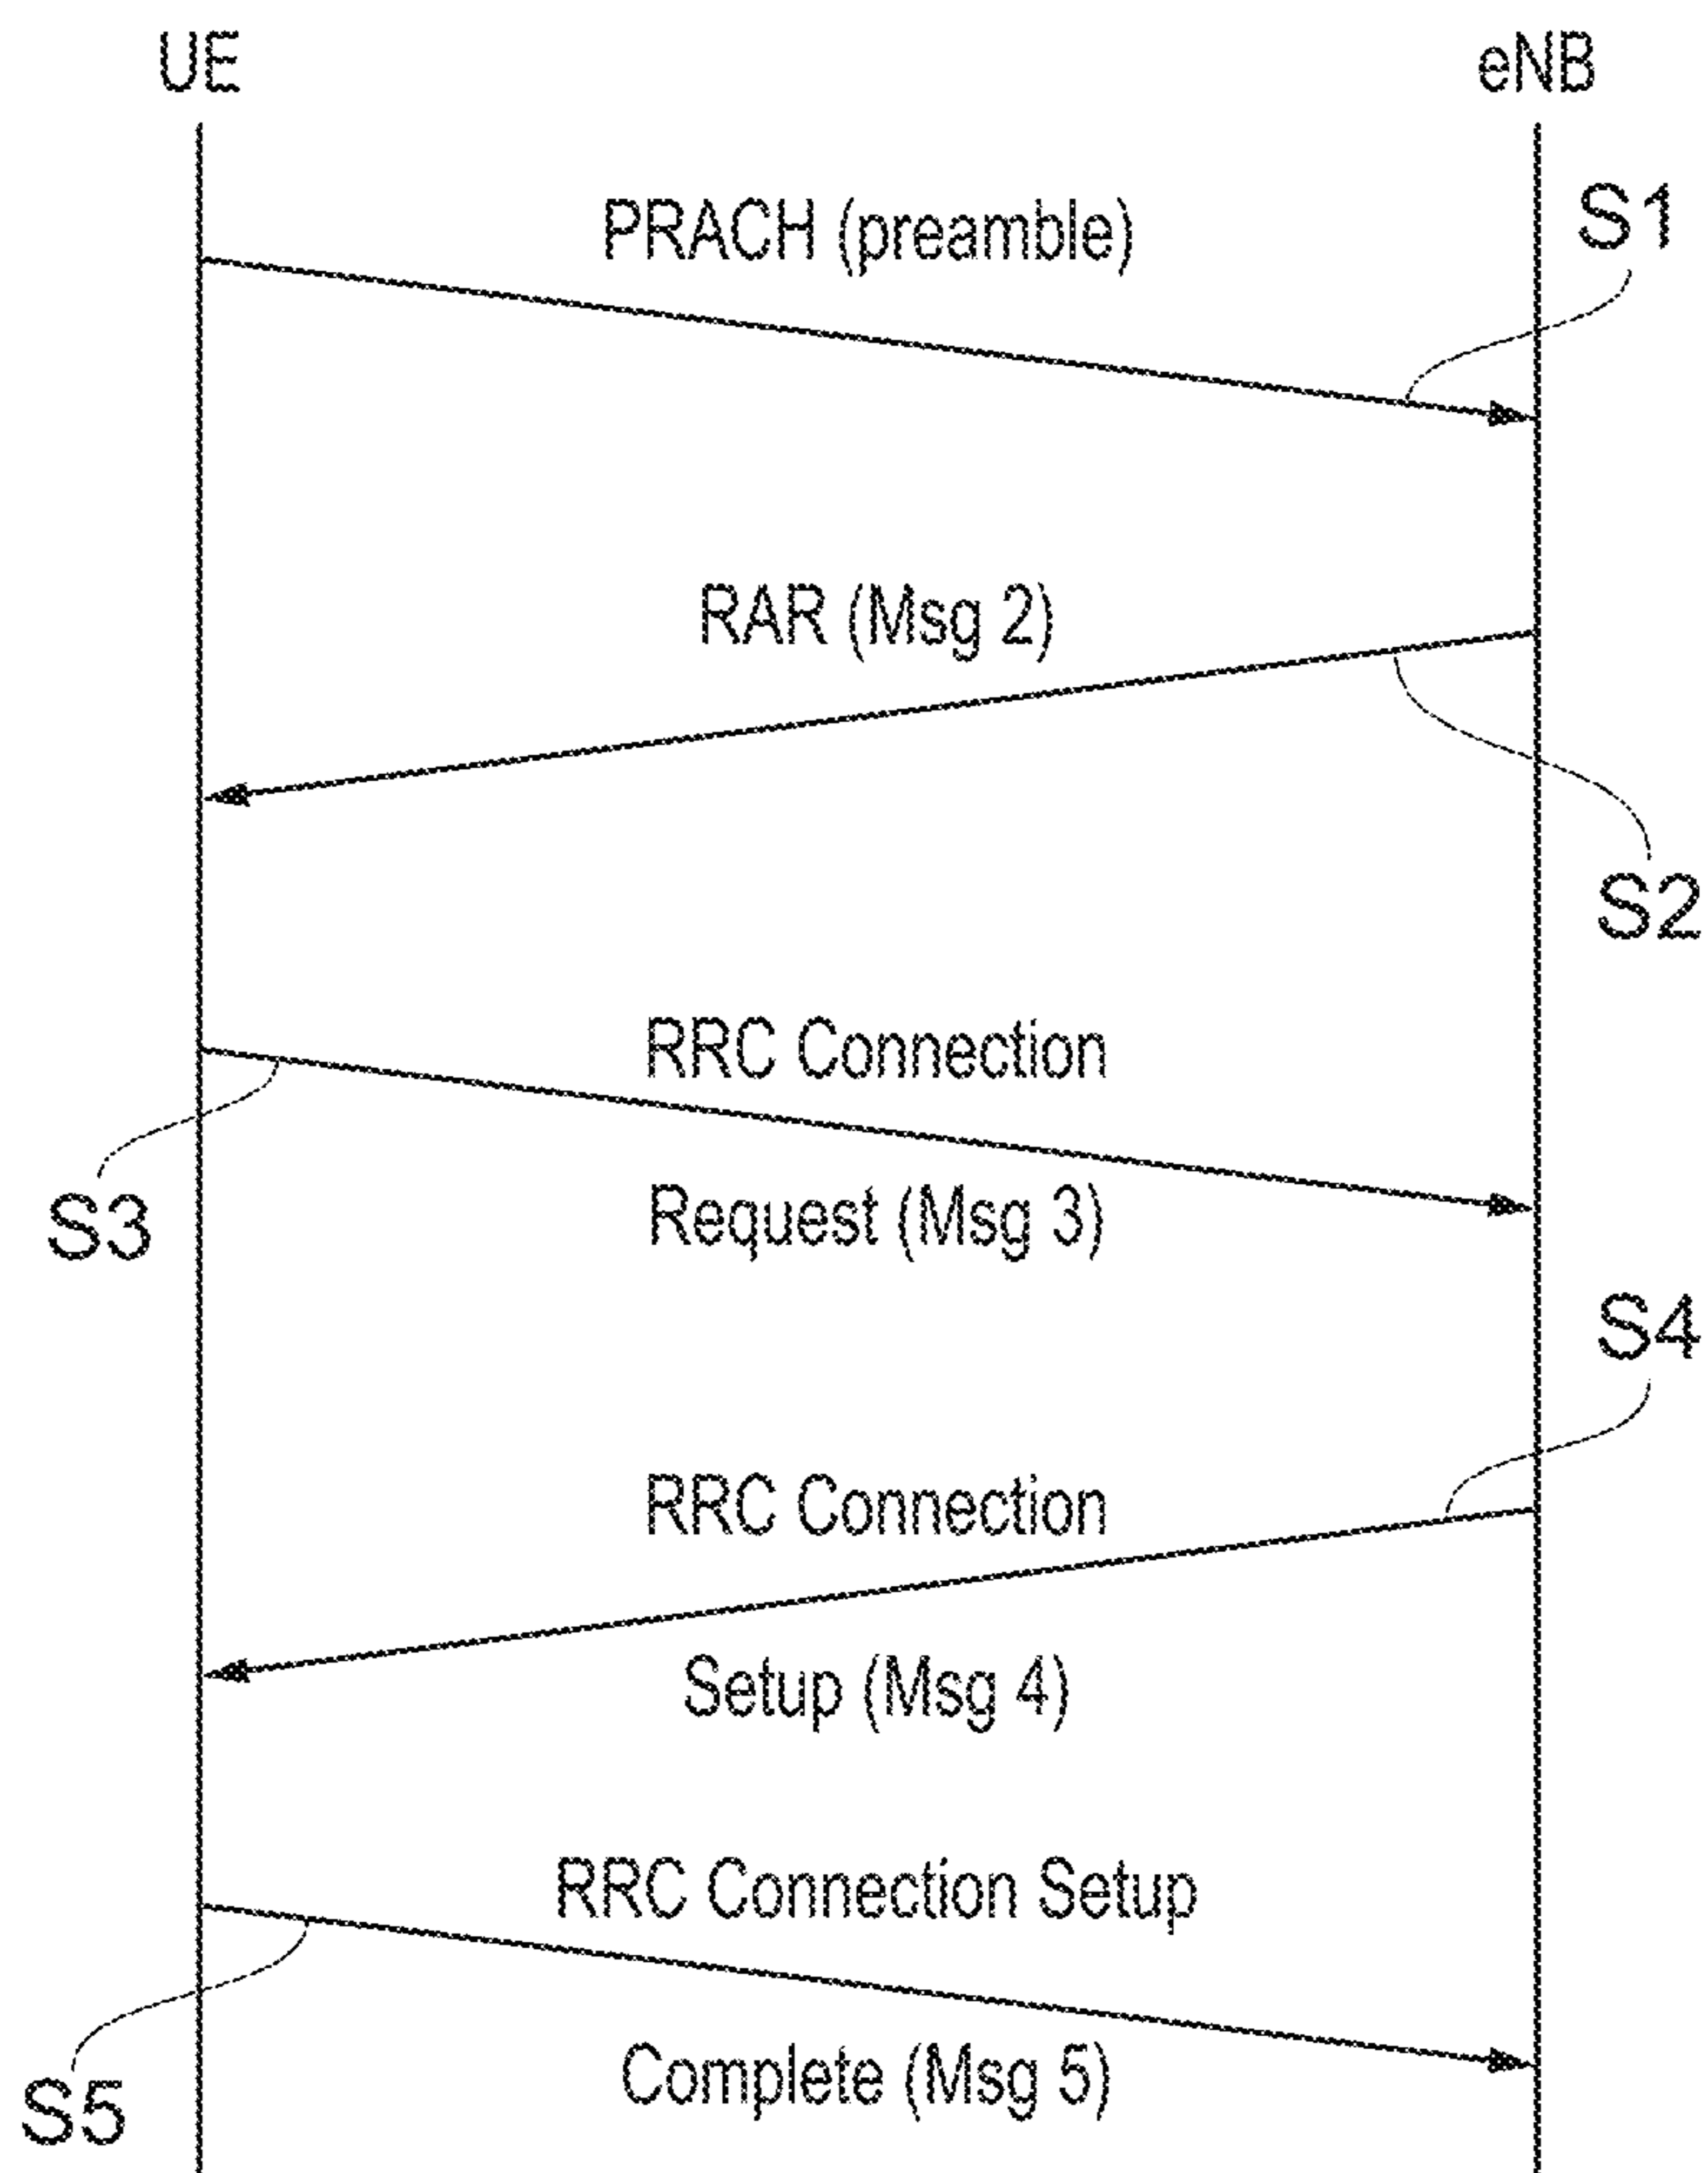 UE
eNB
PRACH (preamble)
S1
RAR (Msg 2)
S2
RRC Connection
Request (Msg 3)
S3
S4
RRC Connection
Setup (Msg 4)
RRC Connection Setup
Complete (Msg 5)
S5